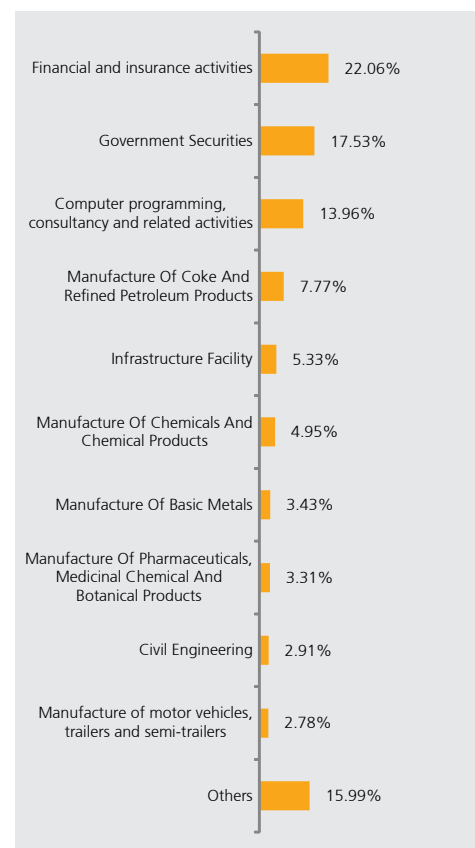 Financial and insurance activities 22.06%
Government Securities 17.53%
Computer programming,
consultancy and related activities 13.96%
Manufacture Of Coke And
Refined Petroleum Products 7.77%
Infrastructure Facility 5.33%
Manufacture Of Chemicals And
Chemical Products 4.95%
Manufacture Of Basic Metals 3.43%
Manufacture Of Pharmaceuticals,
Medicinal Chemical And
Botanical Products 3.31%
Civil Engineering 2.91%
Manufacture of motor vehicles,
trailers and semi-trailers 2.78%
Others 15.99%